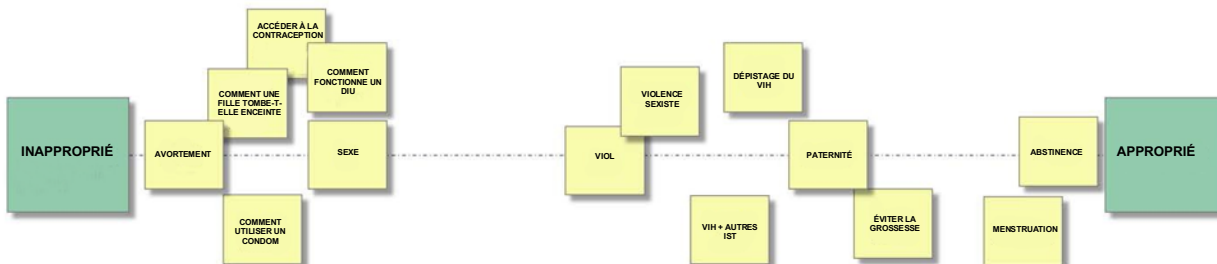 ACCÉDER À LA
CONTRACEPTION
COMMENT
FONCTIONNE UN
DIU
COMMENT UNE
FILLE TOMBE-T-
ELLE ENCEINTE
INAPPROPRIÉ
AVORTEMENT
SEXE
COMMENT
UTILISER UN
CONDOM
VIOLENCE
SEXISTE
DÉPISTAGE DU
VIH
VIOL
PATERNITÉ
VIH + AUTRES
IST
ÉVITER LA
GROSSESSE
ABSTINENCE
MENSTRUATION
APPROPRIÉ